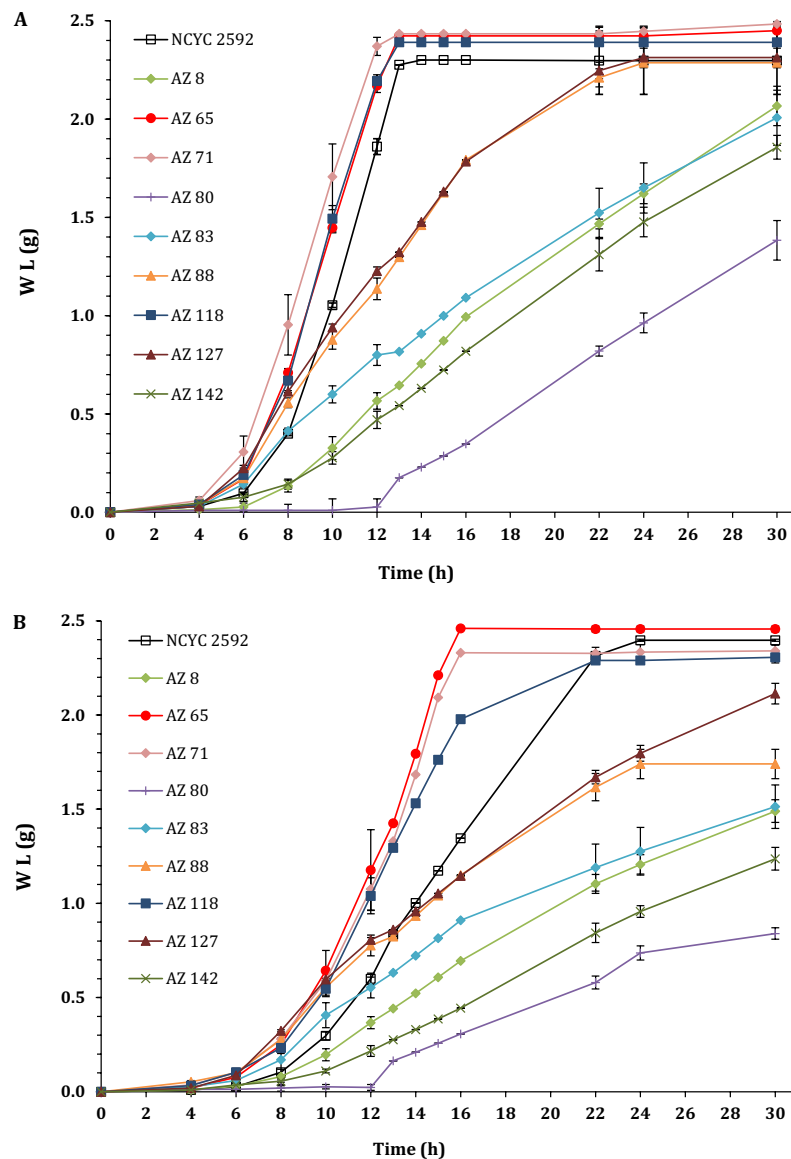 A
2.5
2.0
1.5
1.0
0.5
0.0
W L (g)
NCYC 2592
AZ 8
AZ 65
AZ 71
AZ 80
AZ 83
AZ 88
AZ 118
AZ 127
AZ 142
0 2 4 6 8 10 12 14 16 18 20 22 24 26 28 30
Time (h)
B
2.5
2.0
1.5
1.0
0.5
0.0
W L (g)
NCYC 2592
AZ 8
AZ 65
AZ 71
AZ 80
AZ 83
AZ 88
AZ 118
AZ 127
AZ 142
0 2 4 6 8 10 12 14 16 18 20 22 24 26 28 30
Time (h)